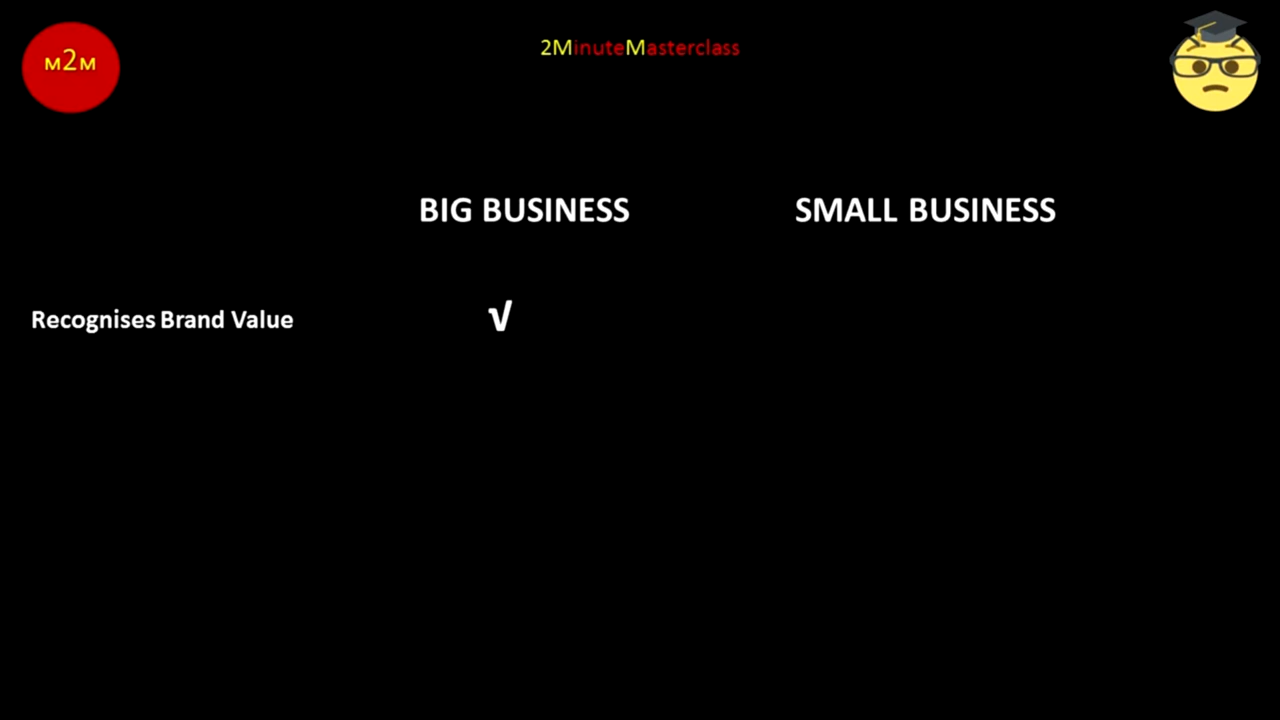 M2M
2MinuteMasterclass
BIG BUSINESS
SMALL BUSINESS
Recognises Brand Value
√